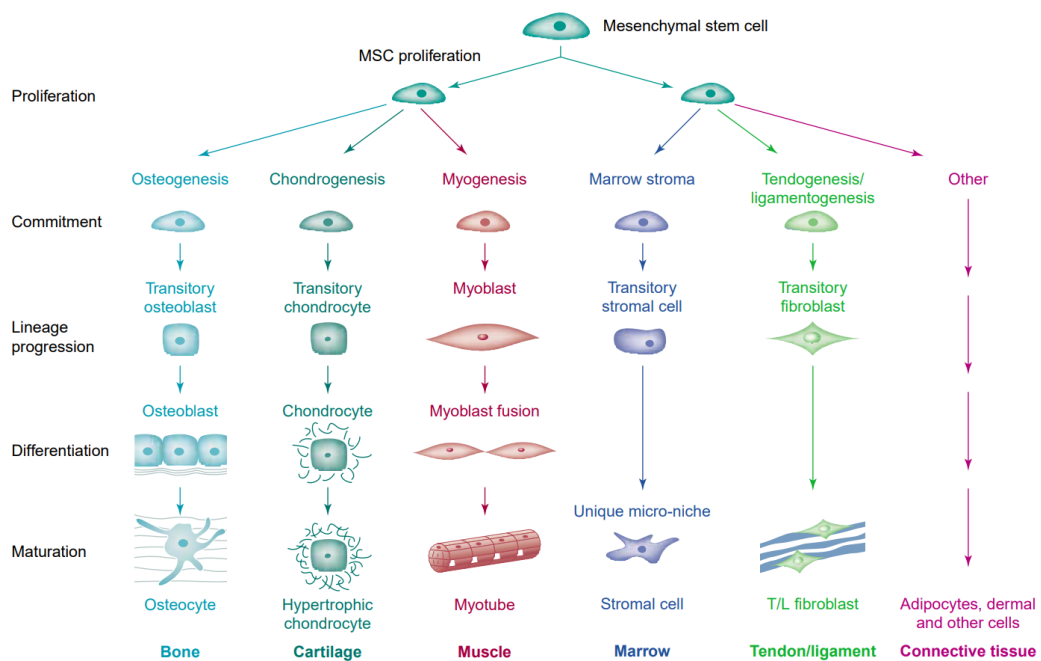 Mesenchymal stem cell
MSC proliferation
Proliferation
Osteogenesis
Chondrogenesis
Myogenesis
Marrow stroma
Tendogenesis/
ligamentogenesis
Other
Commitment
Transitory
osteoblast
Transitory
chondrocyte
Myoblast
Transitory
stromal cell
Transitory
fibroblast
Lineage
progression
Osteoblast
Chondrocyte
Myoblast fusion
Differentiation
Unique micro-niche
Maturation
Osteocyte
Hypertrophic
chondrocyte
Myotube
Stromal cell
T/L fibroblast
Adipocytes, dermal
and other cells
Bone
Cartilage
Muscle
Marrow
Tendon/ligament
Connective tissue